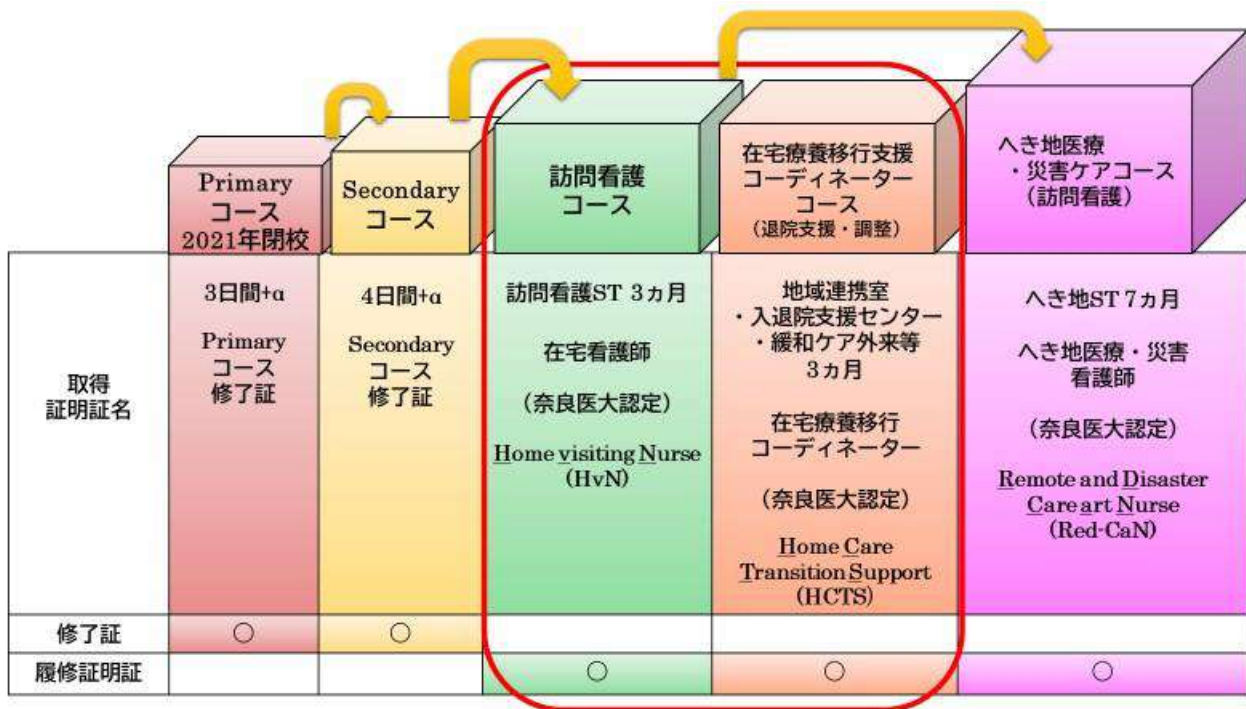 Primary
コース
2021年閉校
Secondary
コース
訪問看護
コース
在宅療養移行支援
コーディネーター
コース
(退院支援・調整)
へき地医療
・災害ケアコース
(訪問看護)
取得
証明証名
3日間+α
Primary
コース
修了証
4日間+α
Secondary
コース
修了証
訪問看護ST 3ヵ月
在宅看護師
(奈良医大認定)
Home visiting Nurse
(HvN)
地域連携室
・入退院支援センター
・緩和ケア外来等
3ヵ月
在宅療養移行
コーディネーター
(奈良医大認定)
Home Care
Transition Support
(HCTS)
へき地ST 7ヵ月
へき地医療・災害
看護師
(奈良医大認定)
Remote and Disaster
Care art Nurse
(Red-CaN)
修了証
○
○
履修証明証
○
○
○